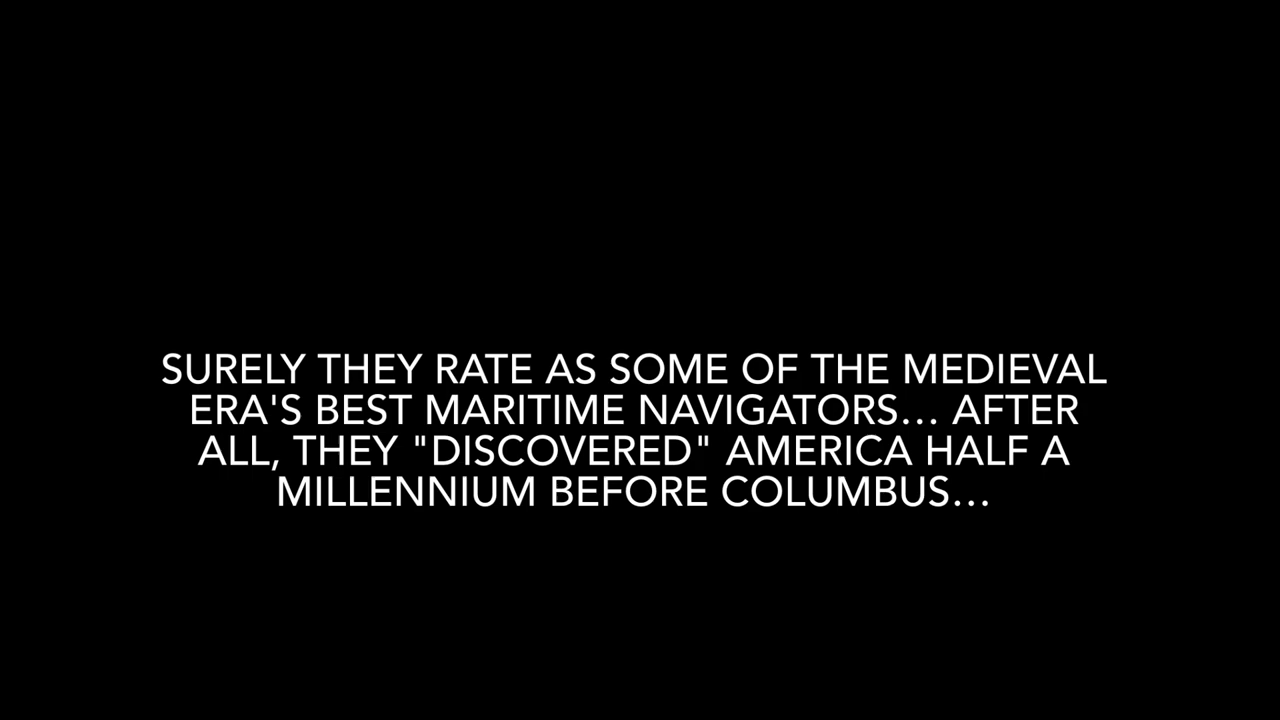 SURELY THEY RATE AS SOME OF THE MEDIEVAL
ERA'S BEST MARITIME NAVIGATORS... AFTER
ALL, THEY "DISCOVERED" AMERICA HALF A
MILLENNIUM BEFORE COLUMBUS...